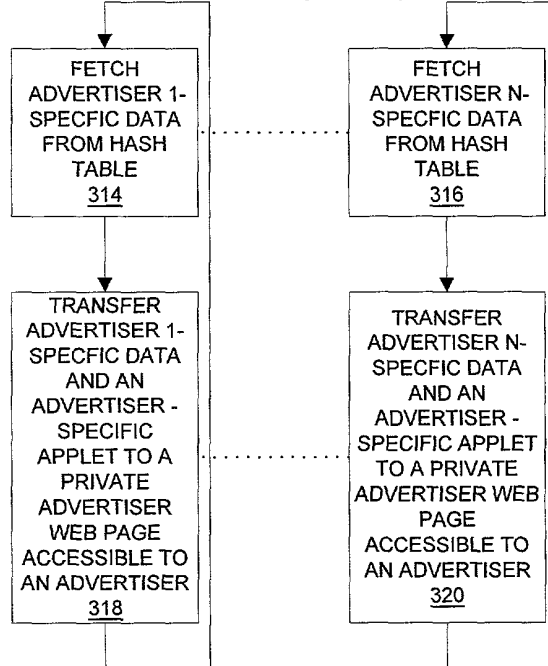 FETCH
ADVERTISER 1-
SPECFIC DATA
FROM HASH
TABLE
314
FETCH
ADVERTISER N-
SPECFIC DATA
FROM HASH
TABLE
316
TRANSFER
ADVERTISER 1-
SPECFIC DATA
AND AN
ADVERTISER -
SPECIFIC
APPLET TO A
PRIVATE
ADVERTISER
WEB PAGE
ACCESSIBLE TO
AN ADVERTISER
318
TRANSFER
ADVERTISER N-
SPECFIC DATA
AND AN
ADVERTISER -
SPECIFIC APPLET
TO A PRIVATE
ADVERTISER WEB
PAGE
ACCESSIBLE TO
AN ADVERTISER
320